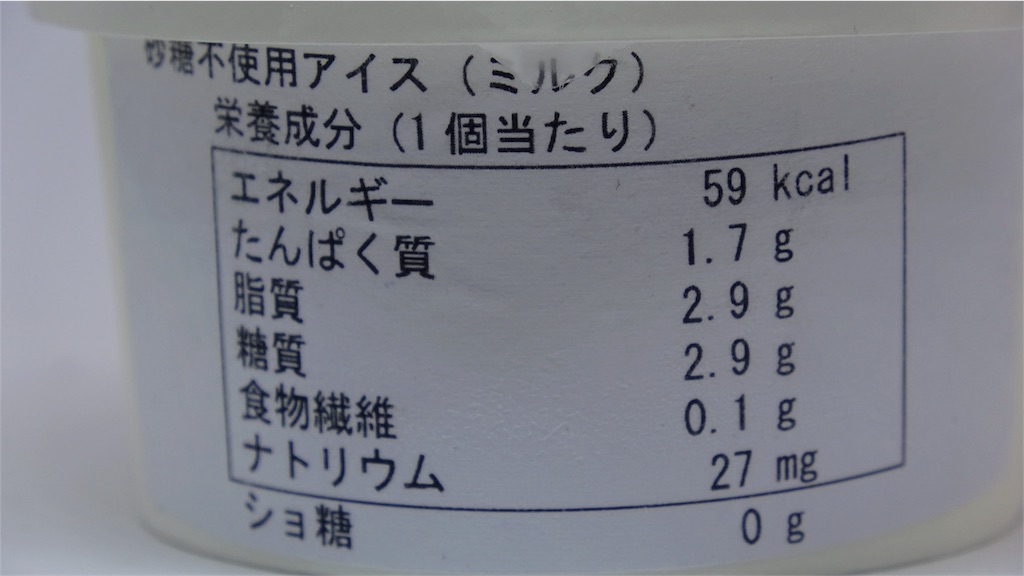 砂糖不使用アイス（ミルク）
栄養成分（1個当たり）
エネルギー 59 kcal
たんぱく質 1.7 g
脂質 2.9 g
糖質 2.9 g
食物繊維 0.1 g
ナトリウム 27 mg
ショ糖 0 g